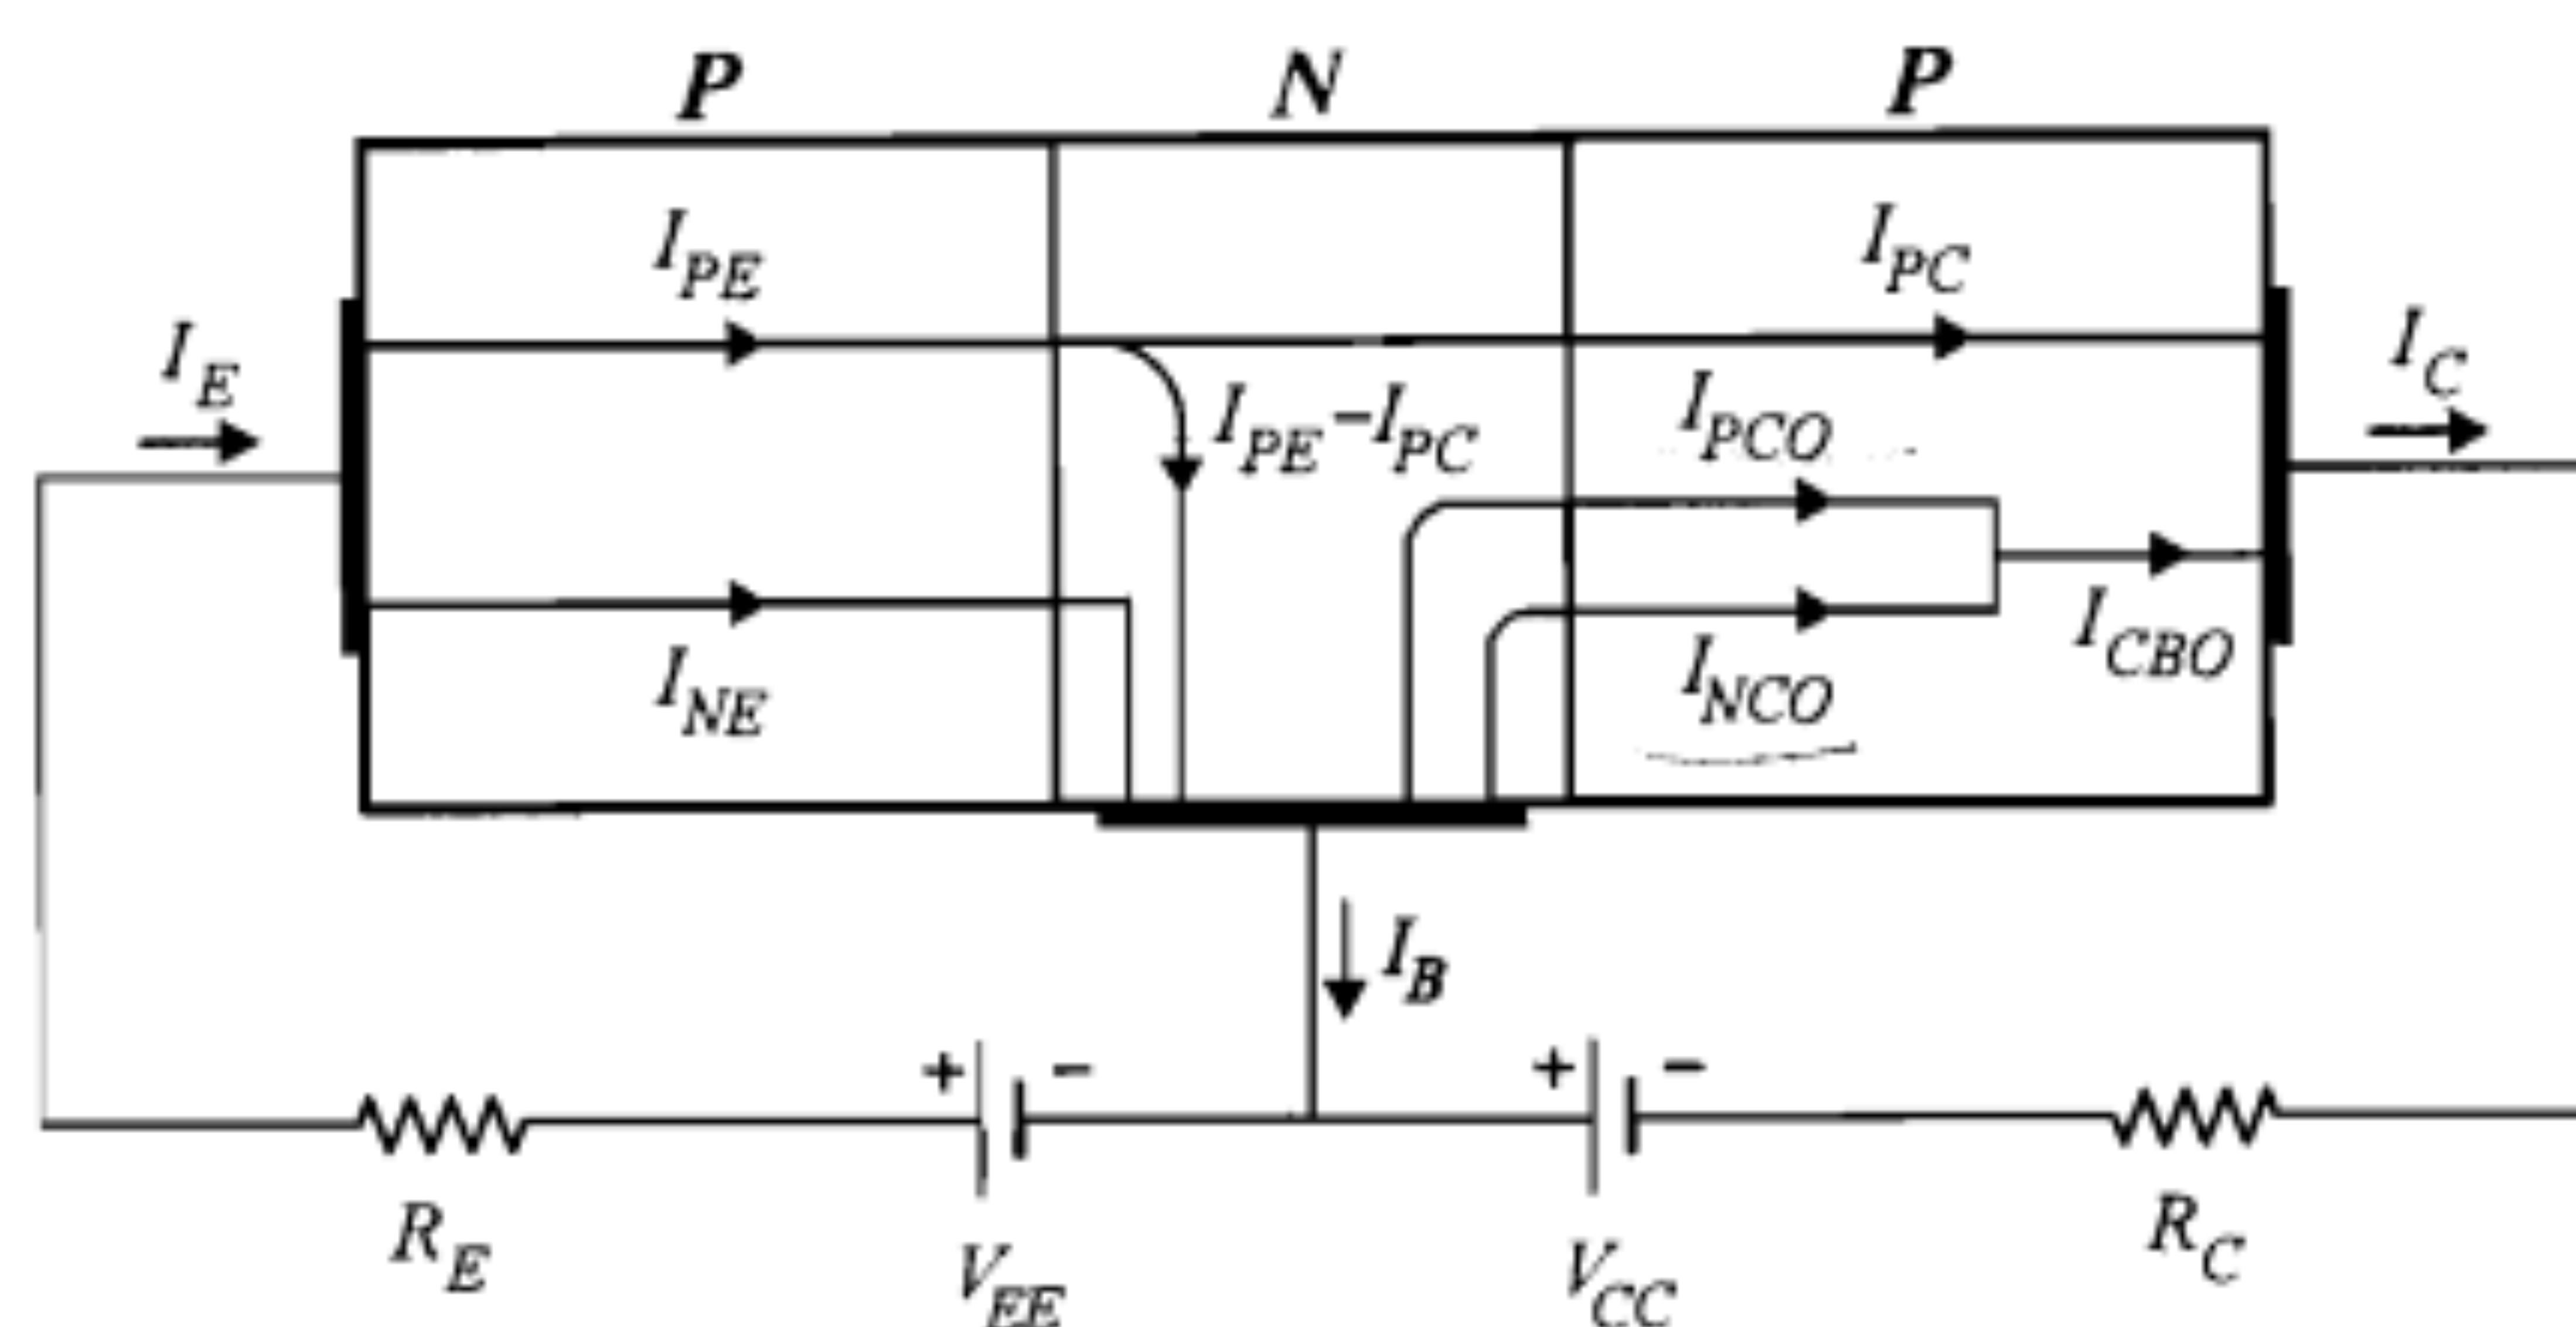 P N P
I_PE I_PC
I_E I_PE-I_PC I_PCO I_C
I_NE I_NCO I_CBO
I_B
+ - + -
R_E V_EE V_CC R_C